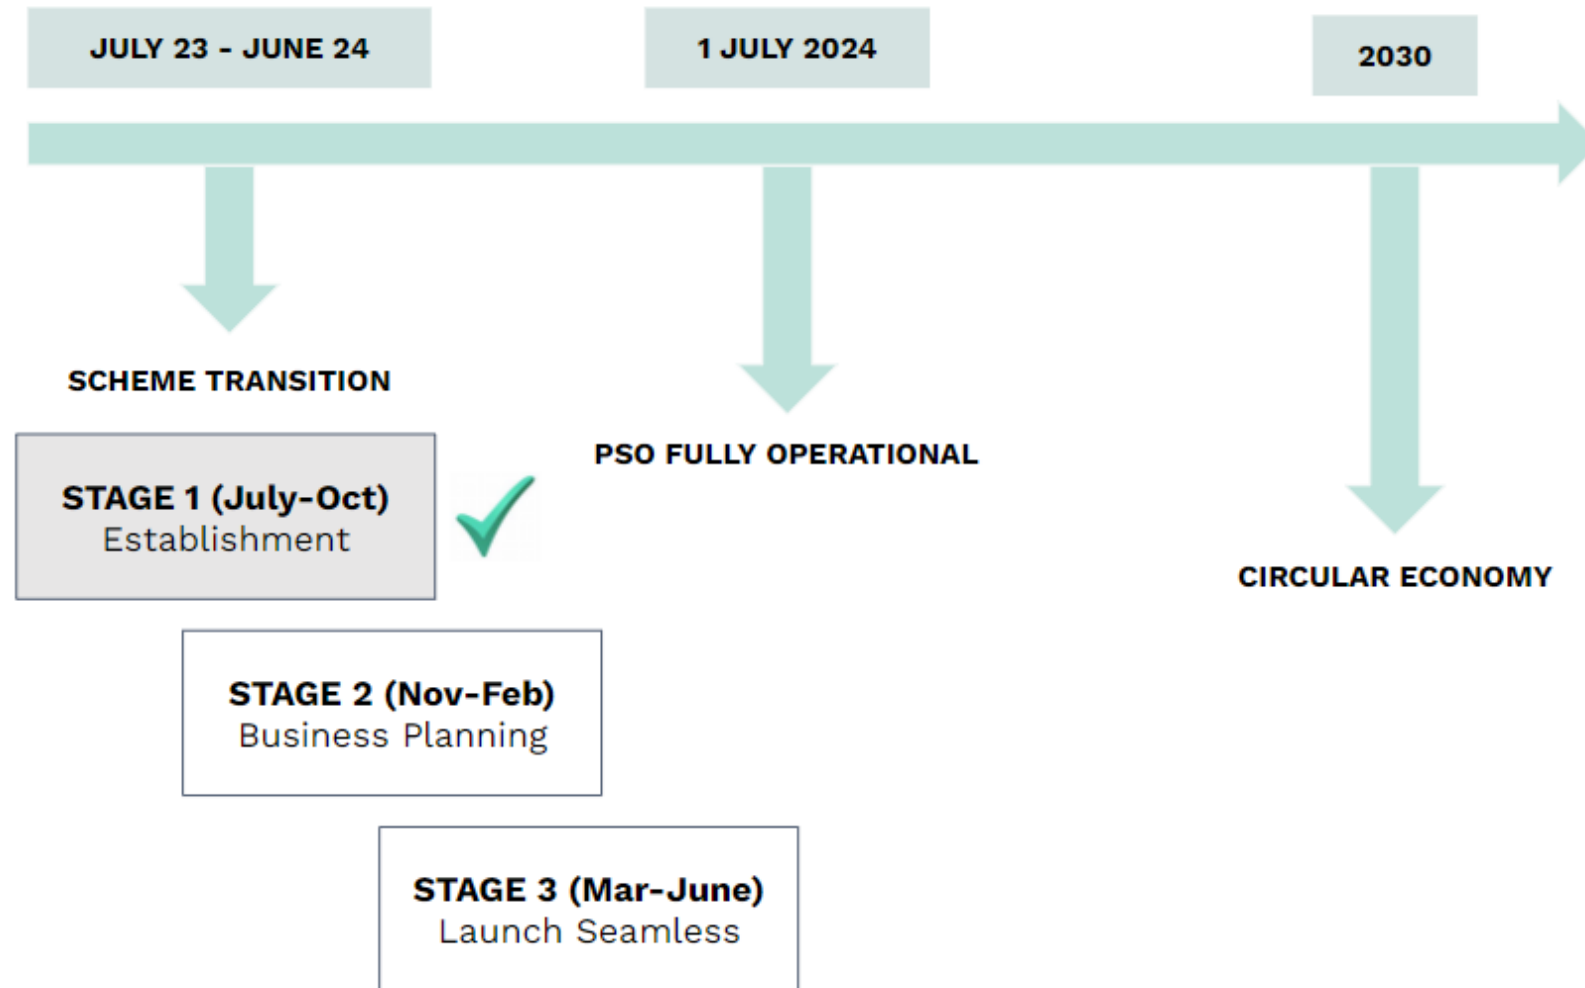 JULY 23 - JUNE 24
1 JULY 2024
2030
SCHEME TRANSITION
STAGE 1 (July-Oct)
Establishment
STAGE 2 (Nov-Feb)
Business Planning
STAGE 3 (Mar-June)
Launch Seamless
PSO FULLY OPERATIONAL
CIRCULAR ECONOMY